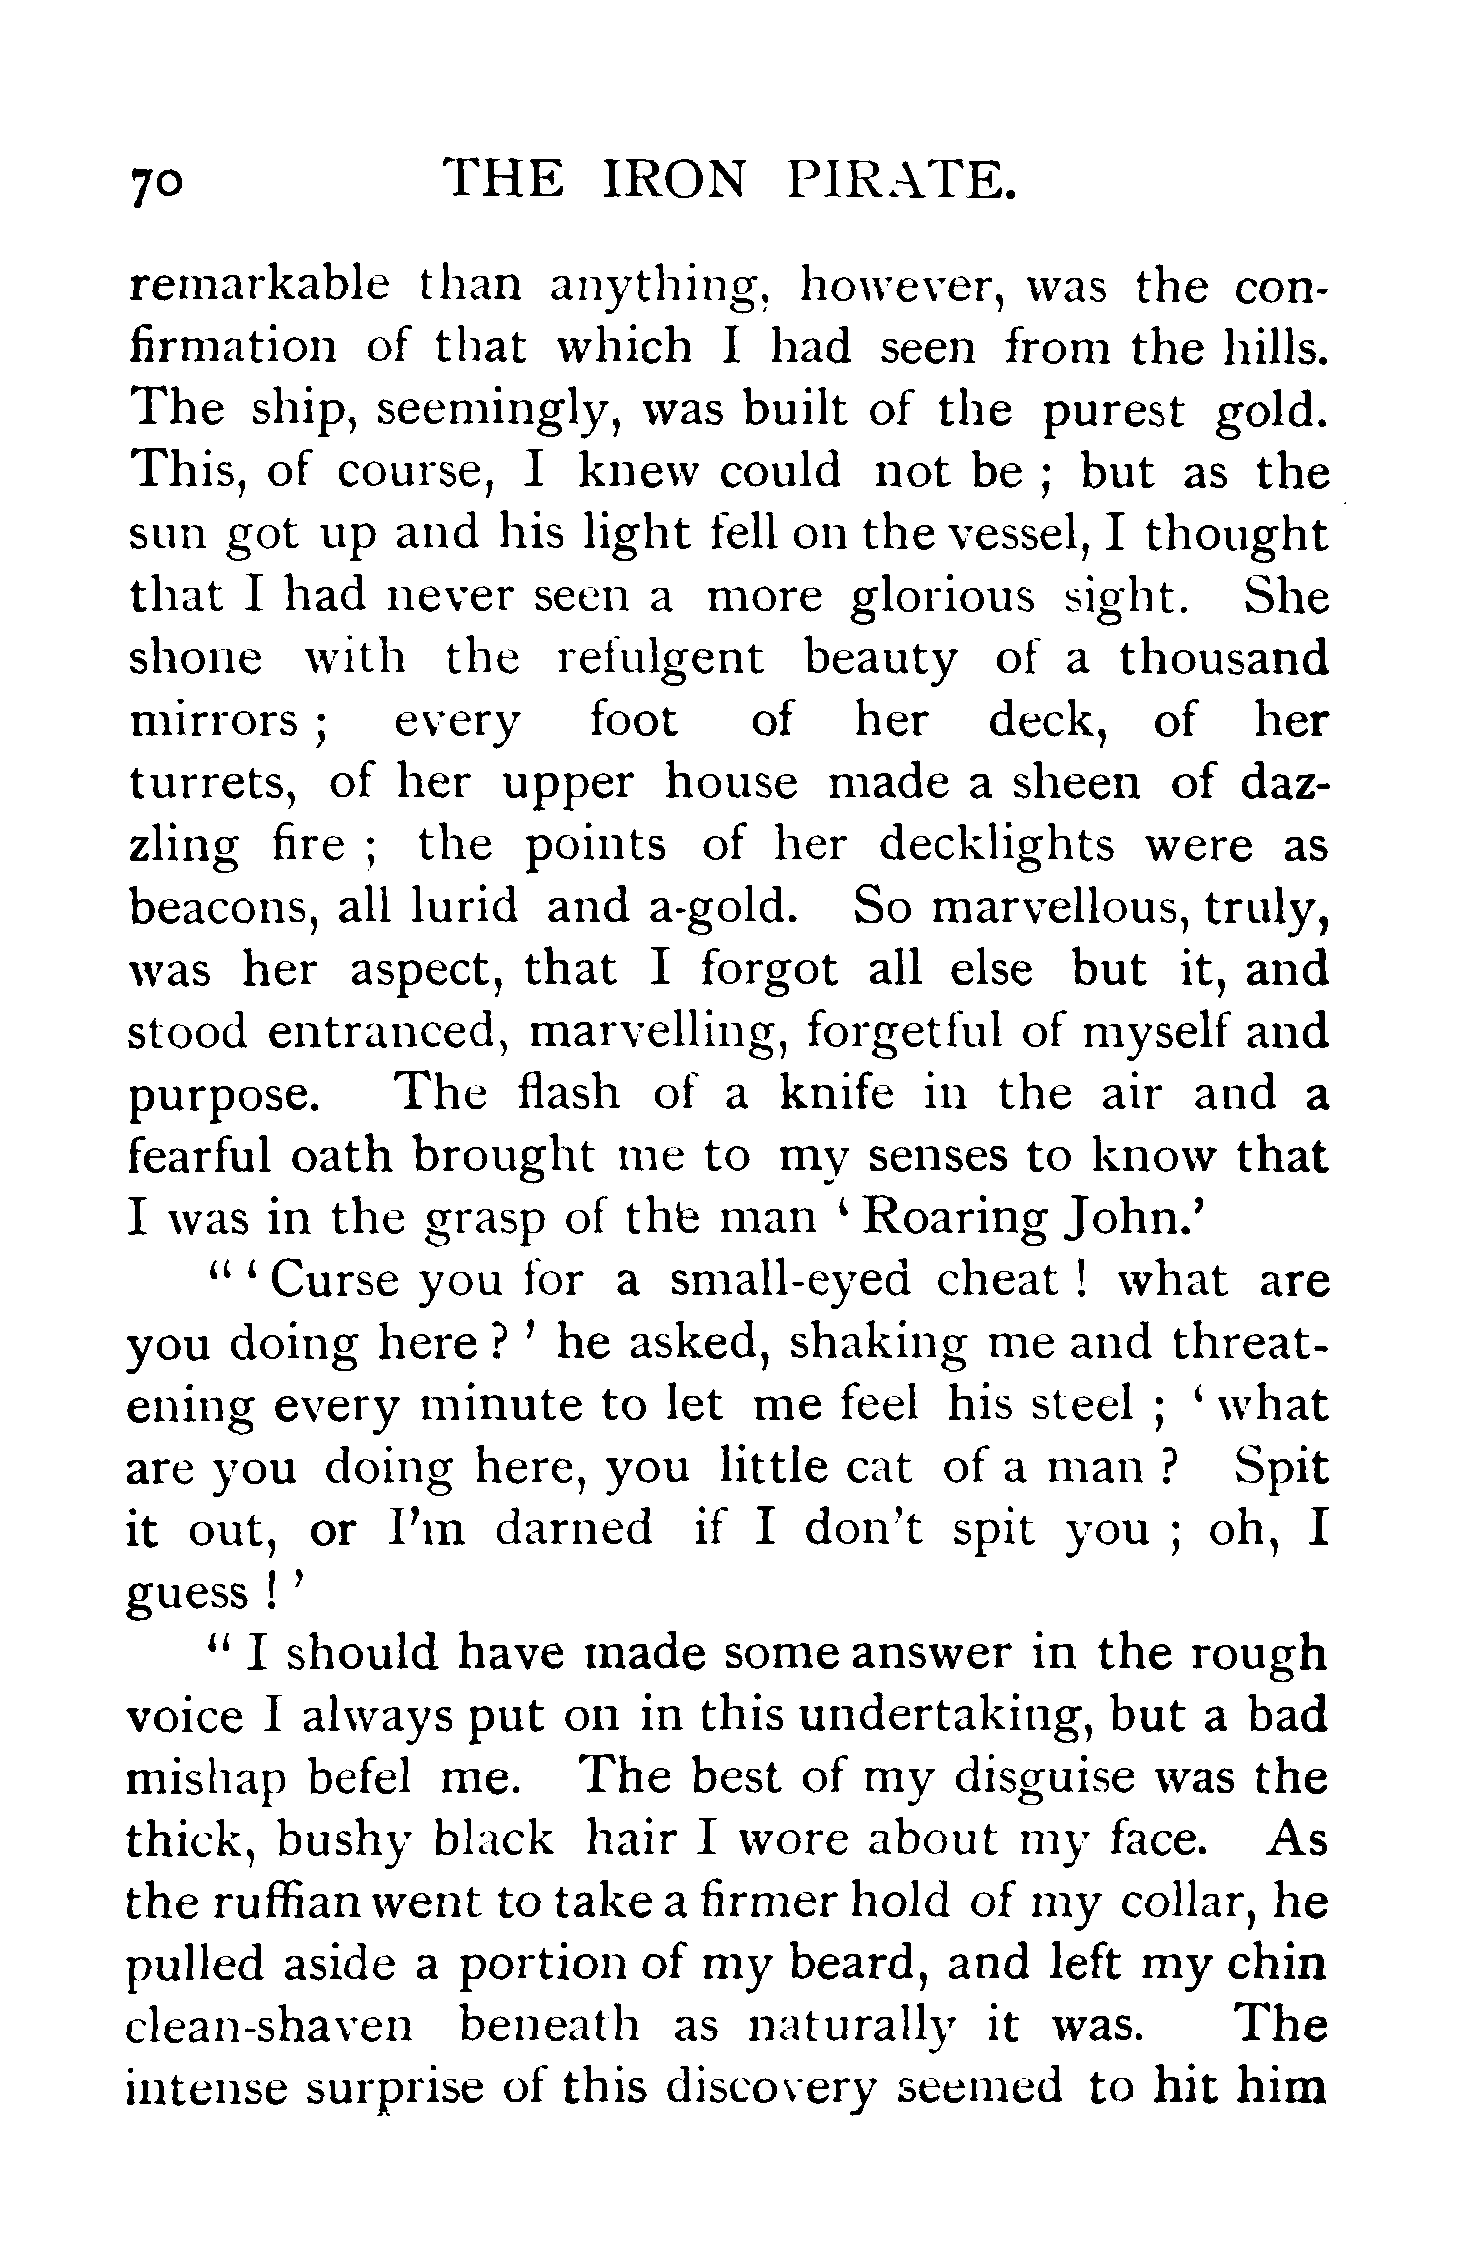 70 THE IRON PIRATE.
remarkable than anything, however, was the con-
firmation of that which I had seen from the hills.
The ship, seemingly, was built of the purest gold.
This, of course, I knew could not be ; but as the
sun got up and his light fell on the vessel, I thought
that I had never seen a more glorious sight. She
shone with the refulgent beauty of a thousand
mirrors ; every foot of her deck, of her
turrets, of her upper house made a sheen of daz-
zling fire ; the points of her decklights were as
beacons, all lurid and a-gold. So marvellous, truly,
was her aspect, that I forgot all else but it, and
stood entranced, marvelling, forgetful of myself and
purpose. The flash of a knife in the air and a
fearful oath brought me to my senses to know that
I was in the grasp of the man ‘ Roaring John.’
“ ‘ Curse you for a small-eyed cheat ! what are
you doing here ? ’ he asked, shaking me and threat-
ening every minute to let me feel his steel ; ‘ what
are you doing here, you little cat of a man ? Spit
it out, or I’m darned if I don’t spit you ; oh, I
guess ! ’
“ I should have made some answer in the rough
voice I always put on in this undertaking, but a bad
mishap befel me. The best of my disguise was the
thick, bushy black hair I wore about my face. As
the ruffian went to take a firmer hold of my collar, he
pulled aside a portion of my beard, and left my chin
clean-shaven beneath as naturally it was. The
intense surprise of this discovery seemed to hit him